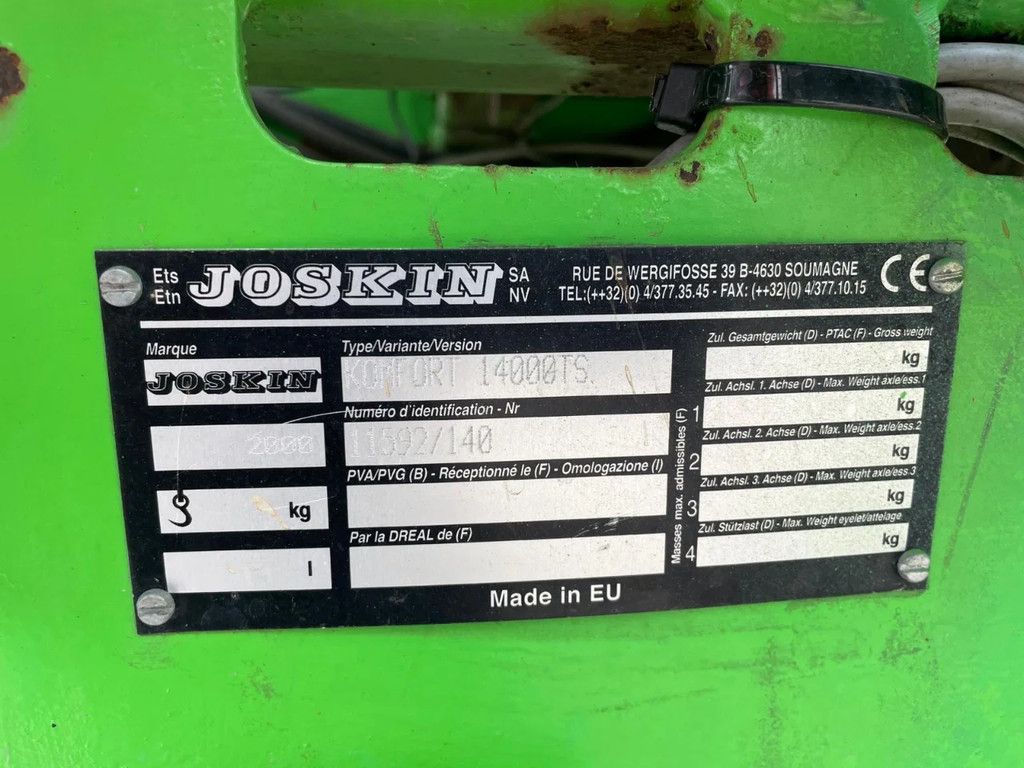 Ets JOSKIN SA RUE DE WERGIFOSSE 39 B-4630 SOUMAGNE CE
Etn NV TEL:(++32)(0) 4/377.35.45 - FAX: (++32)(0) 4/377.10.15
Marque
JOSKIN
2000
kg
l
Type/Variante/Version
KOMFORT 14000TS
Numéro d'identification - Nr
11592/140
PVA/PVG (B) - Réceptionné le (F) - Omologazione (I)
Par la DREAL de (F)
Masses max. admissibles (F)
Zul. Gesamtgewicht (D) - PTAC (F) - Gross weight
kg
Zul. Achsl. 1. Achse (D) - Max. Weight axle/ess.1
1 kg
Zul. Achsl. 2. Achse (D) - Max. Weight axle/ess.2
2 kg
Zul. Achsl. 3. Achse (D) - Max. Weight axle/ess.3
3 kg
Zul. Stützlast (D) - Max. Weight eyelet/attelage
4 kg
Made in EU